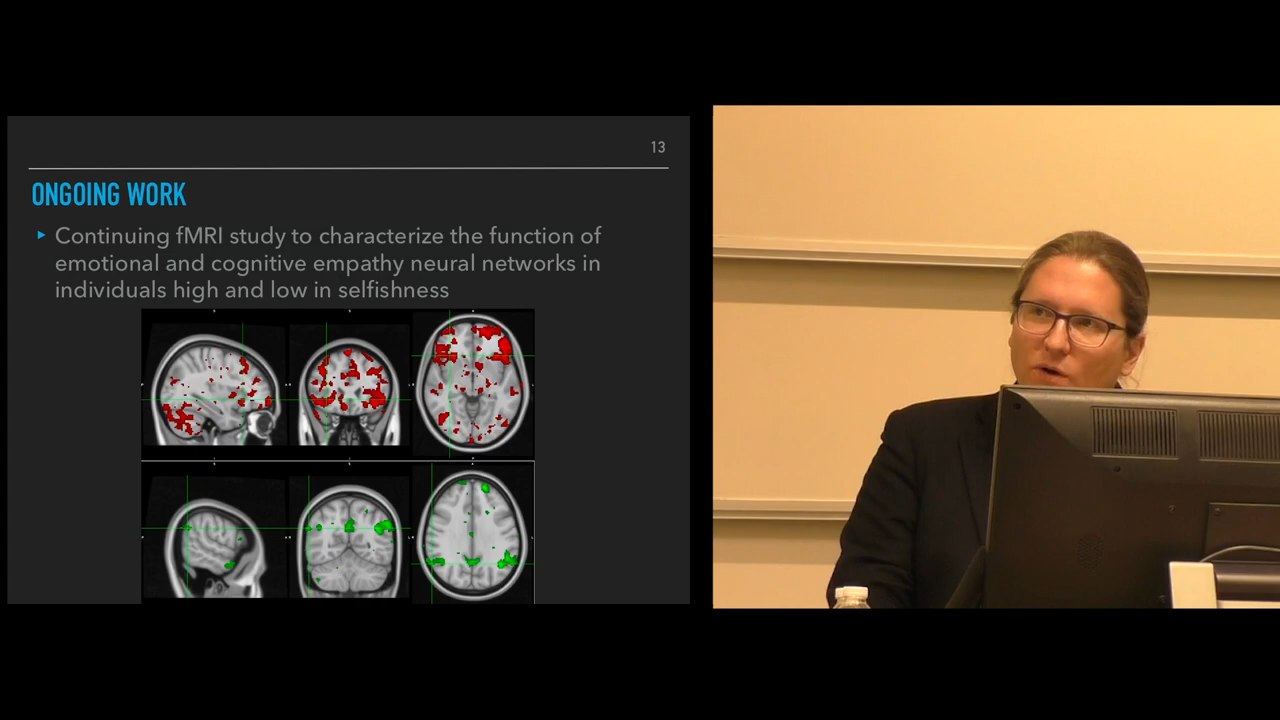 13
ONGOING WORK
Continuing fMRI study to characterize the function of
emotional and cognitive empathy neural networks in
individuals high and low in selfishness